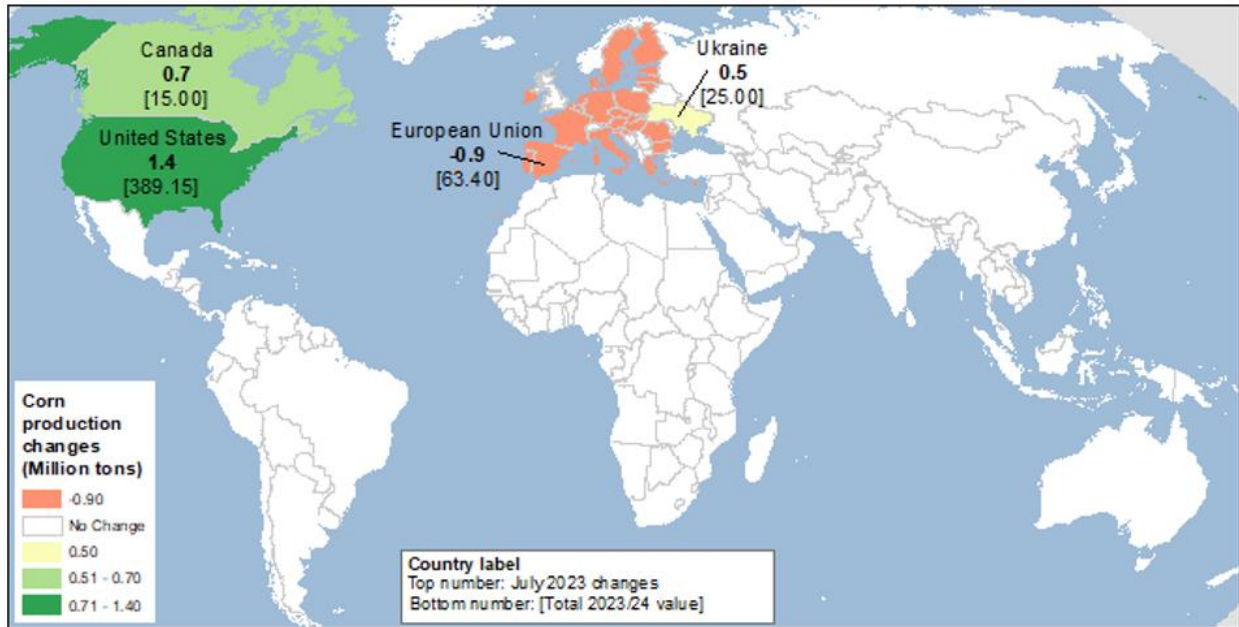 Canada
0.7
[15.00]
United States
1.4
[389.15]
European Union
-0.9
[63.40]
Ukraine
0.5
[25.00]
Corn
production
changes
(Million tons)
-0.90
No Change
0.50
0.51 - 0.70
0.71 - 1.40
Country label
Top number: July 2023 changes
Bottom number: [Total 2023/24 value]